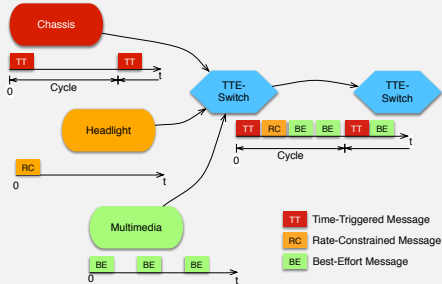 Chassis
TT TT
0 Cycle t
TTE-
Switch
TTE-
Switch
Headlight
TT RC BE BE TT BE
0 Cycle t
RC
0 t
Multimedia
BE BE BE
0 t
TT Time-Triggered Message
RC Rate-Constrained Message
BE Best-Effort Message